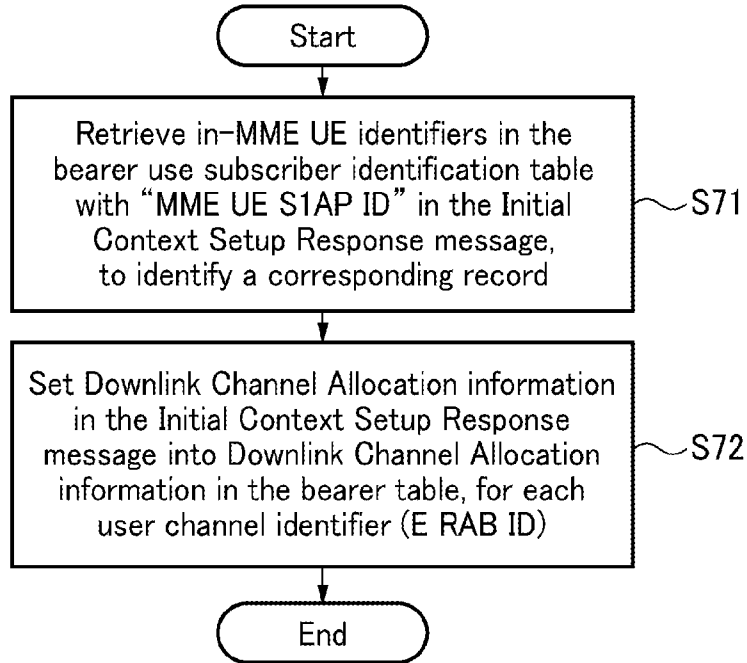 Start
Retrieve in-MME UE identifiers in the
bearer use subscriber identification table
with “MME UE S1AP ID” in the Initial
Context Setup Response message,
to identify a corresponding record
S71
Set Downlink Channel Allocation information
in the Initial Context Setup Response
message into Downlink Channel Allocation
information in the bearer table, for each
user channel identifier (E RAB ID)
S72
End